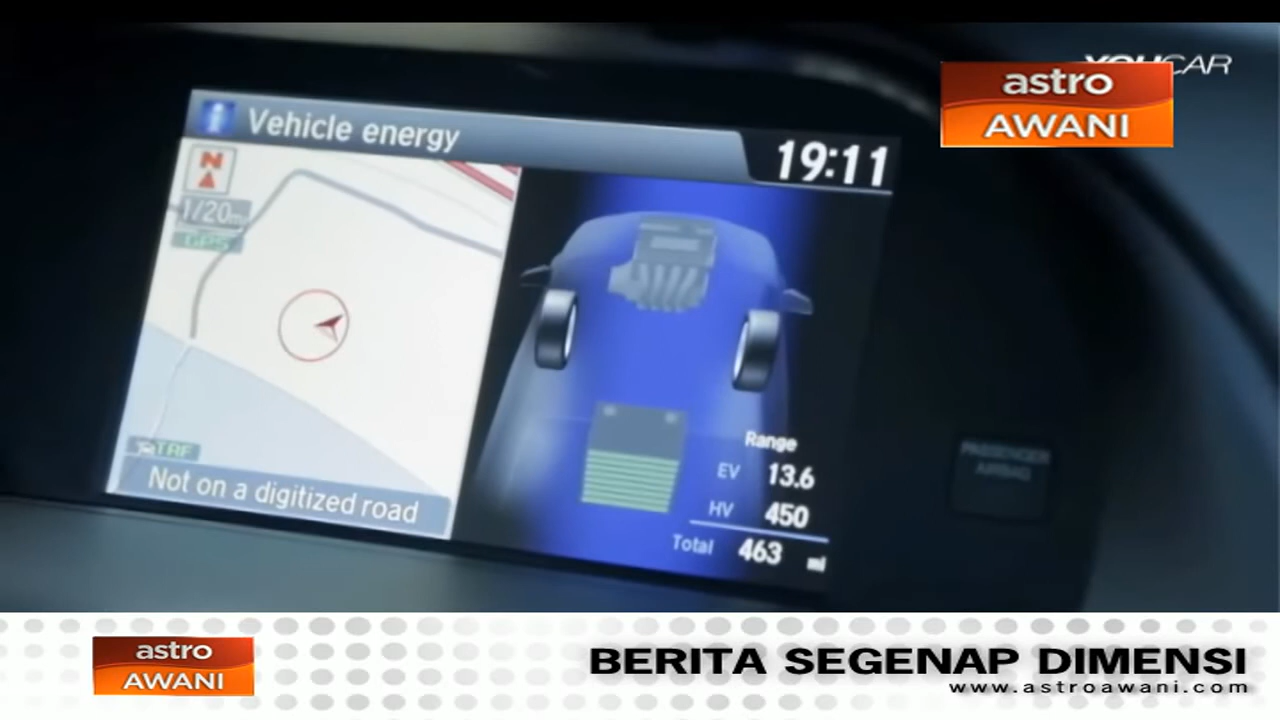 YOUCAR
astro
AWANI
Vehicle energy
19:11
N
1/20mi
GPS
TRF
Not on a digitized road
Range
EV 13.6
HV 450
Total 463 mi
PASSENGER
AIRBAG
astro
AWANI
BERITA SEGENAP DIMENSI
www.astroawani.com